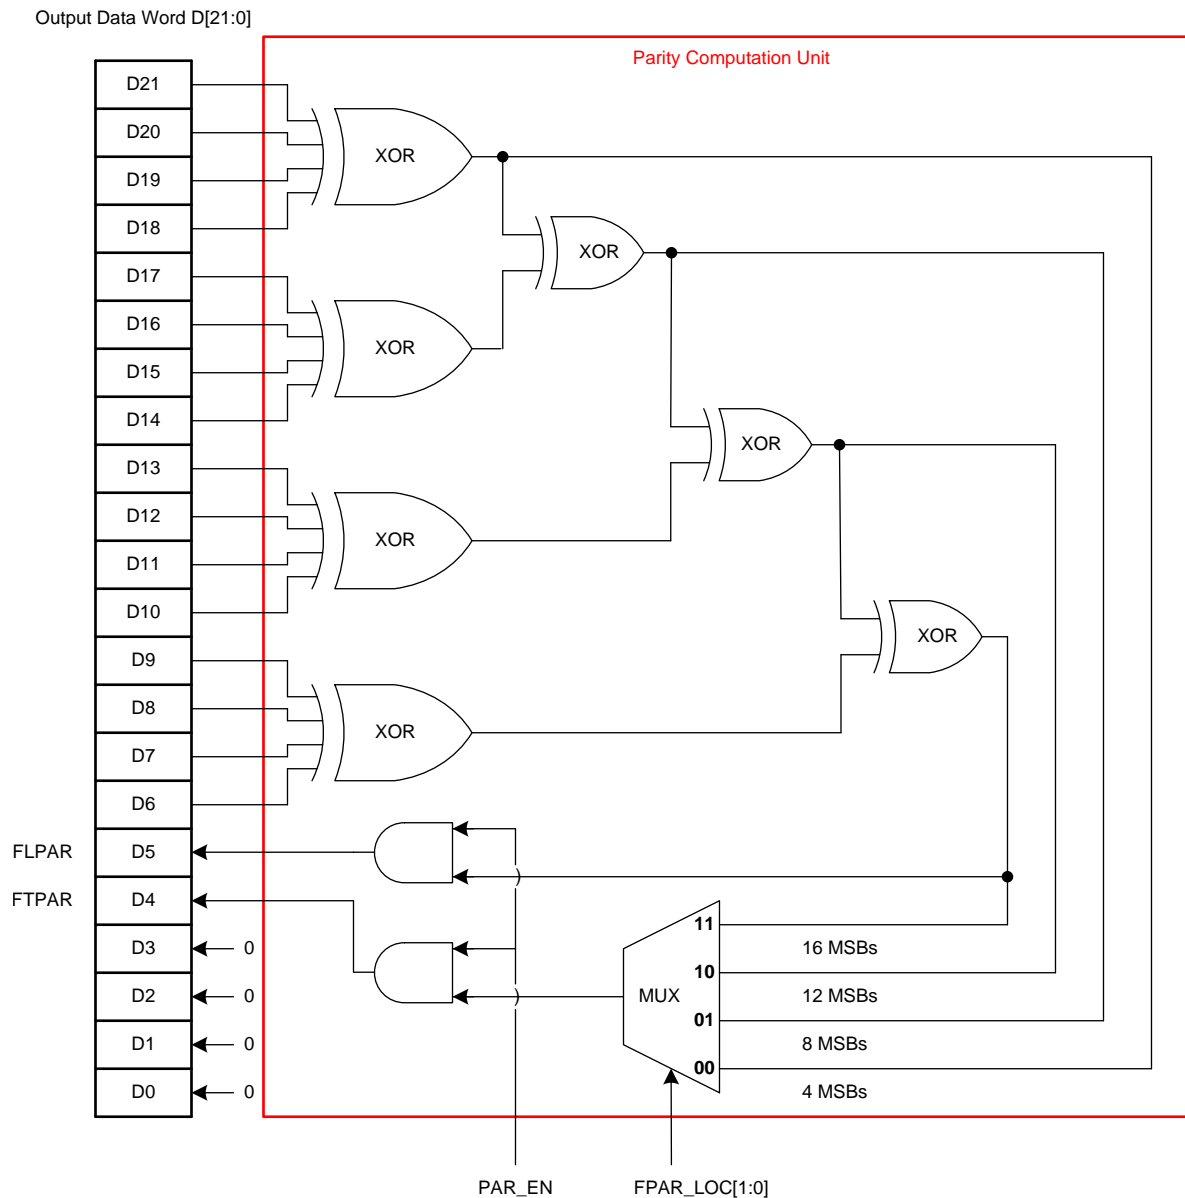 Output Data Word D[21:0]
Parity Computation Unit
D21
D20
XOR
D19
D18
XOR
D17
D16
XOR
D15
D14
XOR
D13
D12
XOR
D11
D10
XOR
D9
D8
XOR
D7
D6
FLPAR D5
FTPAR D4
11
D3 0 16 MSBs
10
D2 0 MUX 12 MSBs
01
D1 0 8 MSBs
00
D0 0 4 MSBs
PAR_EN FPAR_LOC[1:0]